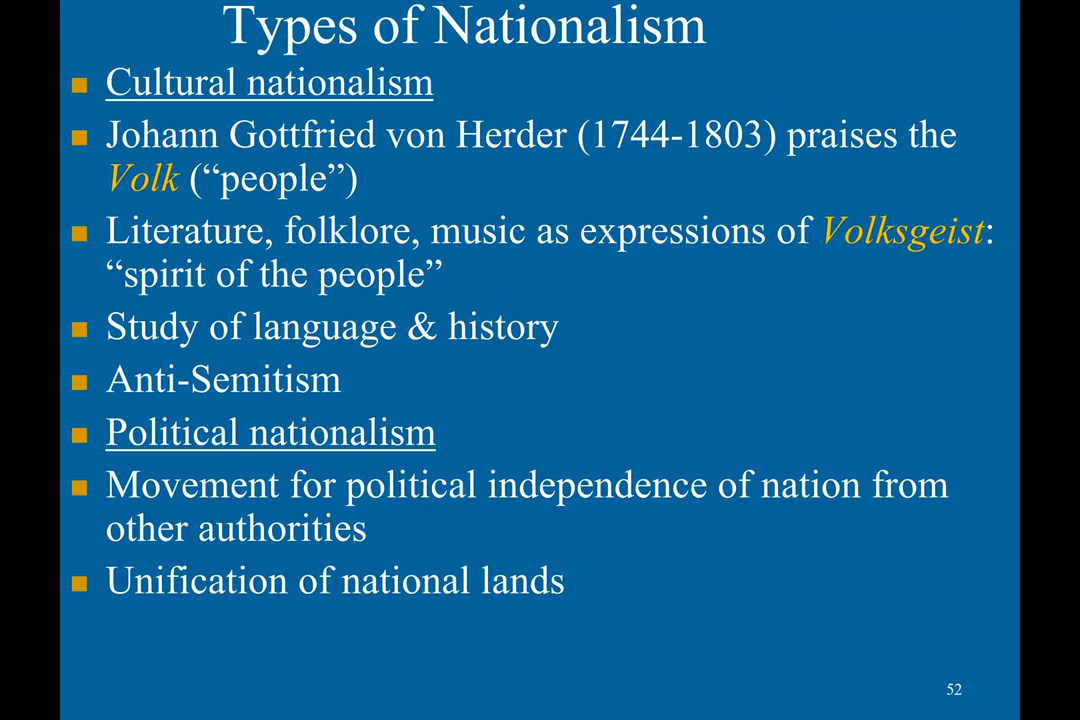 Types of Nationalism
Cultural nationalism
Johann Gottfried von Herder (1744-1803) praises the
Volk (“people”)
Literature, folklore, music as expressions of Volksgeist:
“spirit of the people”
Study of language & history
Anti-Semitism
Political nationalism
Movement for political independence of nation from
other authorities
Unification of national lands
52